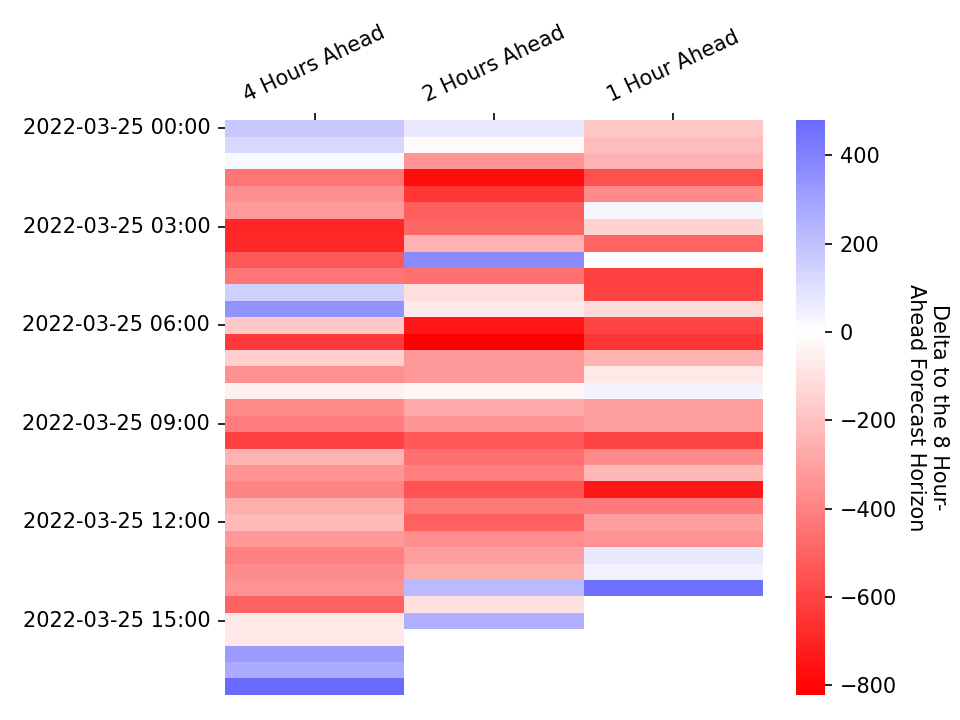 4 Hours Ahead
2 Hours Ahead
1 Hour Ahead
2022-03-25 00:00
2022-03-25 03:00
2022-03-25 06:00
2022-03-25 09:00
2022-03-25 12:00
2022-03-25 15:00
400
200
0
−200
−400
−600
−800
Delta to the 8 Hour-
Ahead Forecast Horizon